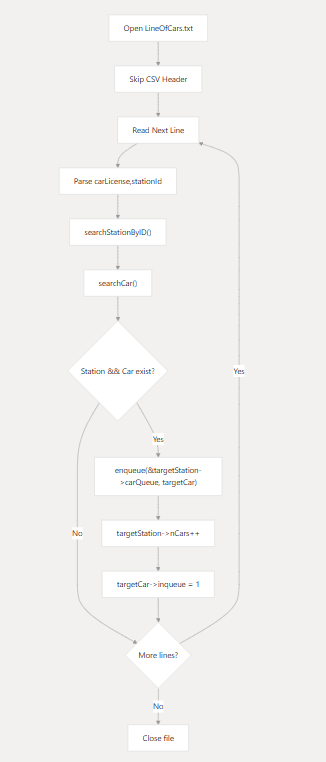 Open LineOfCars.txt
Skip CSV Header
Read Next Line
Parse carLicense,stationId
searchStationByID()
searchCar()
Station && Car exist?
Yes
Yes
enqueue(&targetStation-
>carQueue, targetCar)
No
targetStation->nCars++
targetCar->inqueue = 1
More lines?
No
Close file